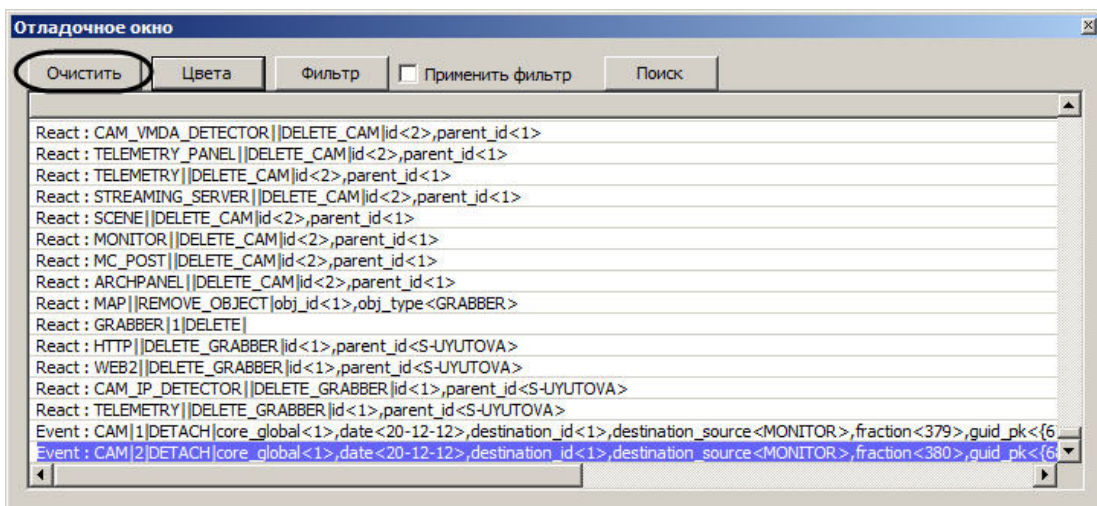 Отладочное окно
Очистить Цвета Фильтр Применить фильтр Поиск
React : CAM_VMDA_DETECTOR||DELETE_CAM|id<2>,parent_id<1>
React : TELEMETRY_PANEL||DELETE_CAM|id<2>,parent_id<1>
React : TELEMETRY||DELETE_CAM|id<2>,parent_id<1>
React : STREAMING_SERVER||DELETE_CAM|id<2>,parent_id<1>
React : SCENE||DELETE_CAM|id<2>,parent_id<1>
React : MONITOR||DELETE_CAM|id<2>,parent_id<1>
React : MC_POST||DELETE_CAM|id<2>,parent_id<1>
React : ARCHPANEL||DELETE_CAM|id<2>,parent_id<1>
React : MAP||REMOVE_OBJECT|obj_id<1>,obj_type<GRABBER>
React : GRABBER|1|DELETE|
React : HTTP||DELETE_GRABBER|id<1>,parent_id<S-UYUTOVA>
React : WEB2||DELETE_GRABBER|id<1>,parent_id<S-UYUTOVA>
React : CAM_IP_DETECTOR||DELETE_GRABBER|id<1>,parent_id<S-UYUTOVA>
React : TELEMETRY||DELETE_GRABBER|id<1>,parent_id<S-UYUTOVA>
Event : CAM|1|DETACH|core_global<1>,date<20-12-12>,destination_id<1>,destination_source<MONITOR>,fraction<379>,guid_pk<{6
Event : CAM|2|DETACH|core_global<1>,date<20-12-12>,destination_id<1>,destination_source<MONITOR>,fraction<380>,guid_pk<{6